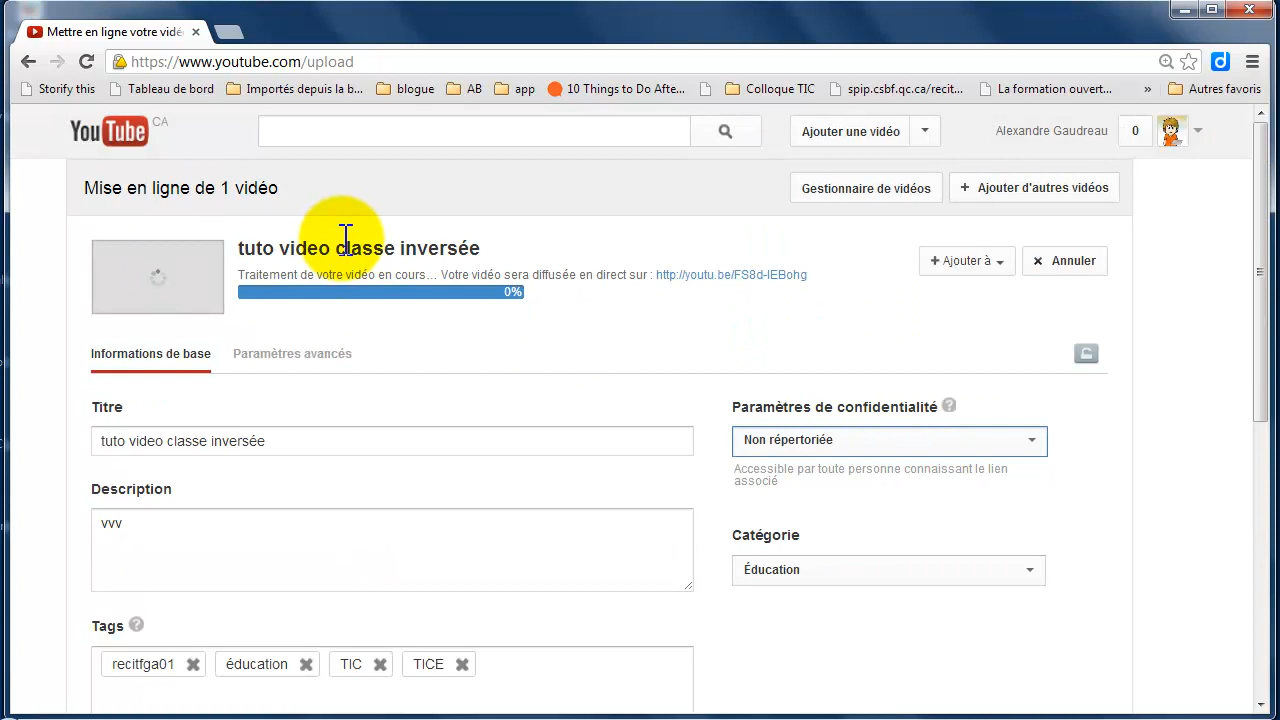 Mettre en ligne votre vidé
https://www.youtube.com/upload
Storify this
Tableau de bord
Importés depuis la b...
blogue
AB
app
10 Things to Do Afte...
Colloque TIC
spip.csbf.qc.ca/recit...
La formation ouvert...
»
Autres favoris
YouTube CA
Ajouter une vidéo
Alexandre Gaudreau
0
Mise en ligne de 1 vidéo
Gestionnaire de vidéos
+ Ajouter d'autres vidéos
tuto video classe inversée
+ Ajouter à
× Annuler
Traitement de votre vidéo en cours... Votre vidéo sera diffusée en direct sur : http://youtu.be/FS8d-IEBohg
0%
Informations de base
Paramètres avancés
Titre
tuto video classe inversée
Description
vvv
Tags ?
recitfga01
éducation
TIC
TICE
Paramètres de confidentialité ?
Non répertoriée
Accessible par toute personne connaissant le lien
associé
Catégorie
Éducation